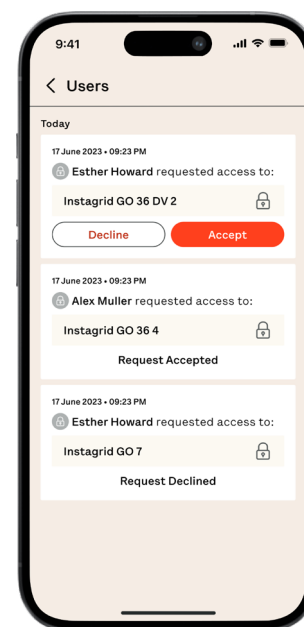 9:41
Users
Today
17 June 2023 • 09:23 PM
Esther Howard requested access to:
Instagrid GO 36 DV 2
Decline
Accept
17 June 2023 • 09:23 PM
Alex Muller requested access to:
Instagrid GO 36 4
Request Accepted
17 June 2023 • 09:23 PM
Esther Howard requested access to:
Instagrid GO 7
Request Declined